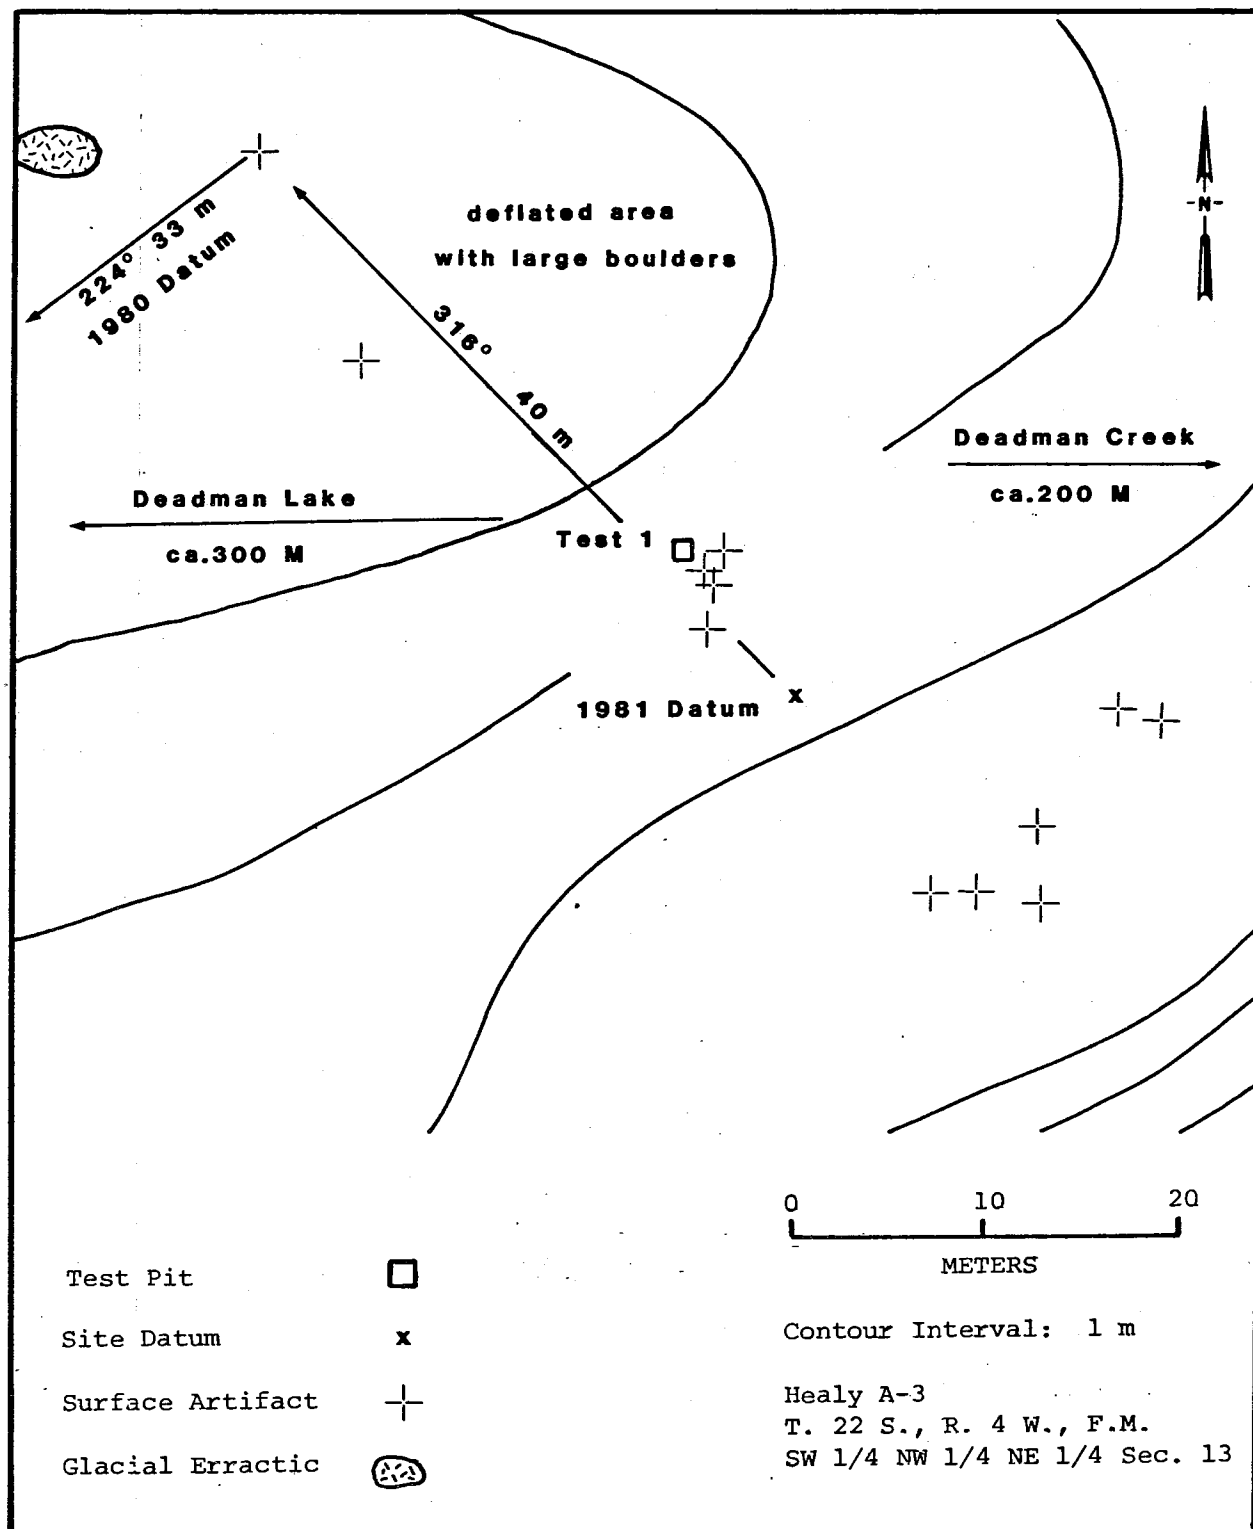 deflated area
with large boulders
-N-
224° 33 m
1980 Datum
316° 40 m
Deadman Creek
ca.200 M
Deadman Lake
ca.300 M
Test 1
1981 Datum
x
0 10 20
METERS
Test Pit
Site Datum x
Surface Artifact
Glacial Erractic
Contour Interval: 1 m
Healy A-3
T. 22 S., R. 4 W., F.M.
SW 1/4 NW 1/4 NE 1/4 Sec. 13